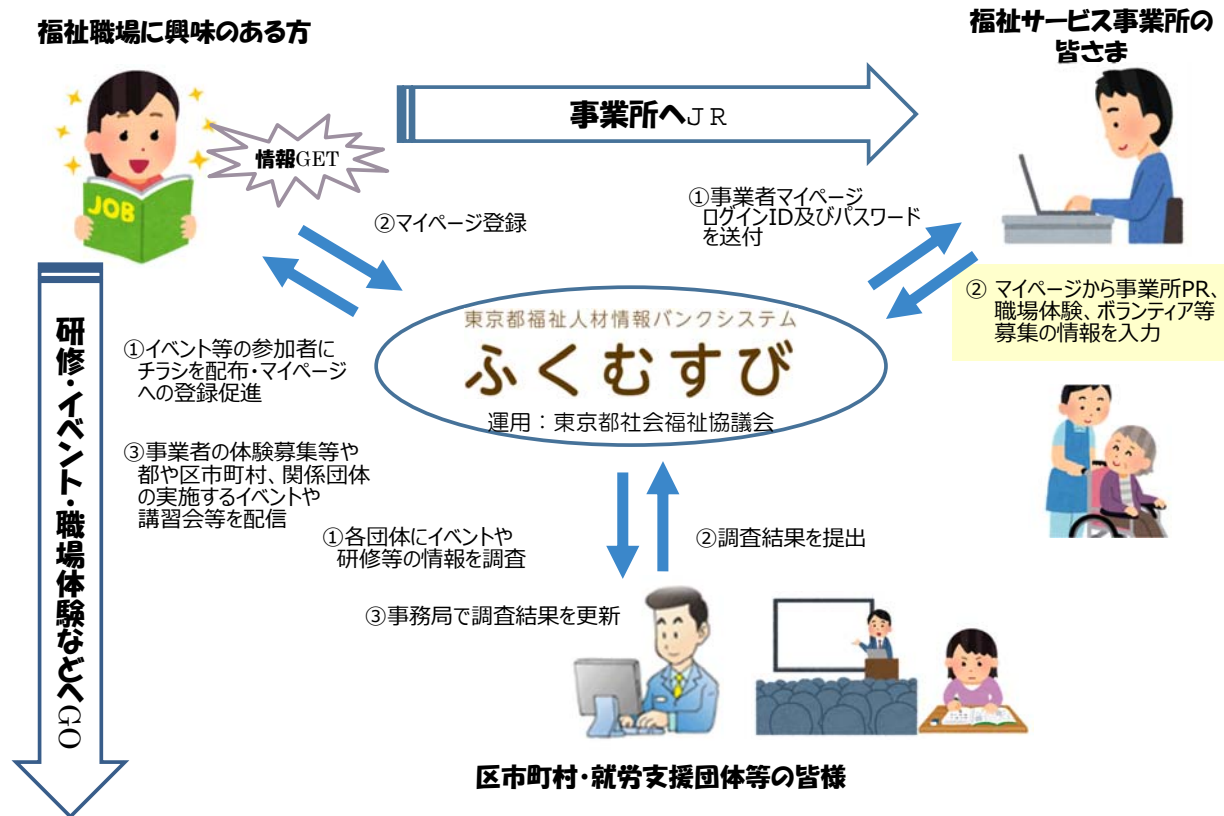 福祉職場に興味のある方
福祉サービス事業所の
皆さま
JOB
情報GET
事業所へJR
①事業者マイページ
ログインID及びパスワード
を送付
②マイページ登録
② マイページから事業所PR、
職場体験、ボランティア等
募集の情報を入力
東京都福祉人材情報バンクシステム
ふくむすび
運用：東京都社会福祉協議会
研修・イベント・職場体験などへGO
①イベント等の参加者に
チラシを配布・マイページ
への登録促進
③事業者の体験募集等や
都や区市町村、関係団体
の実施するイベントや
講習会等を配信
①各団体にイベントや
研修等の情報を調査
②調査結果を提出
③事務局で調査結果を更新
区市町村・就労支援団体等の皆様